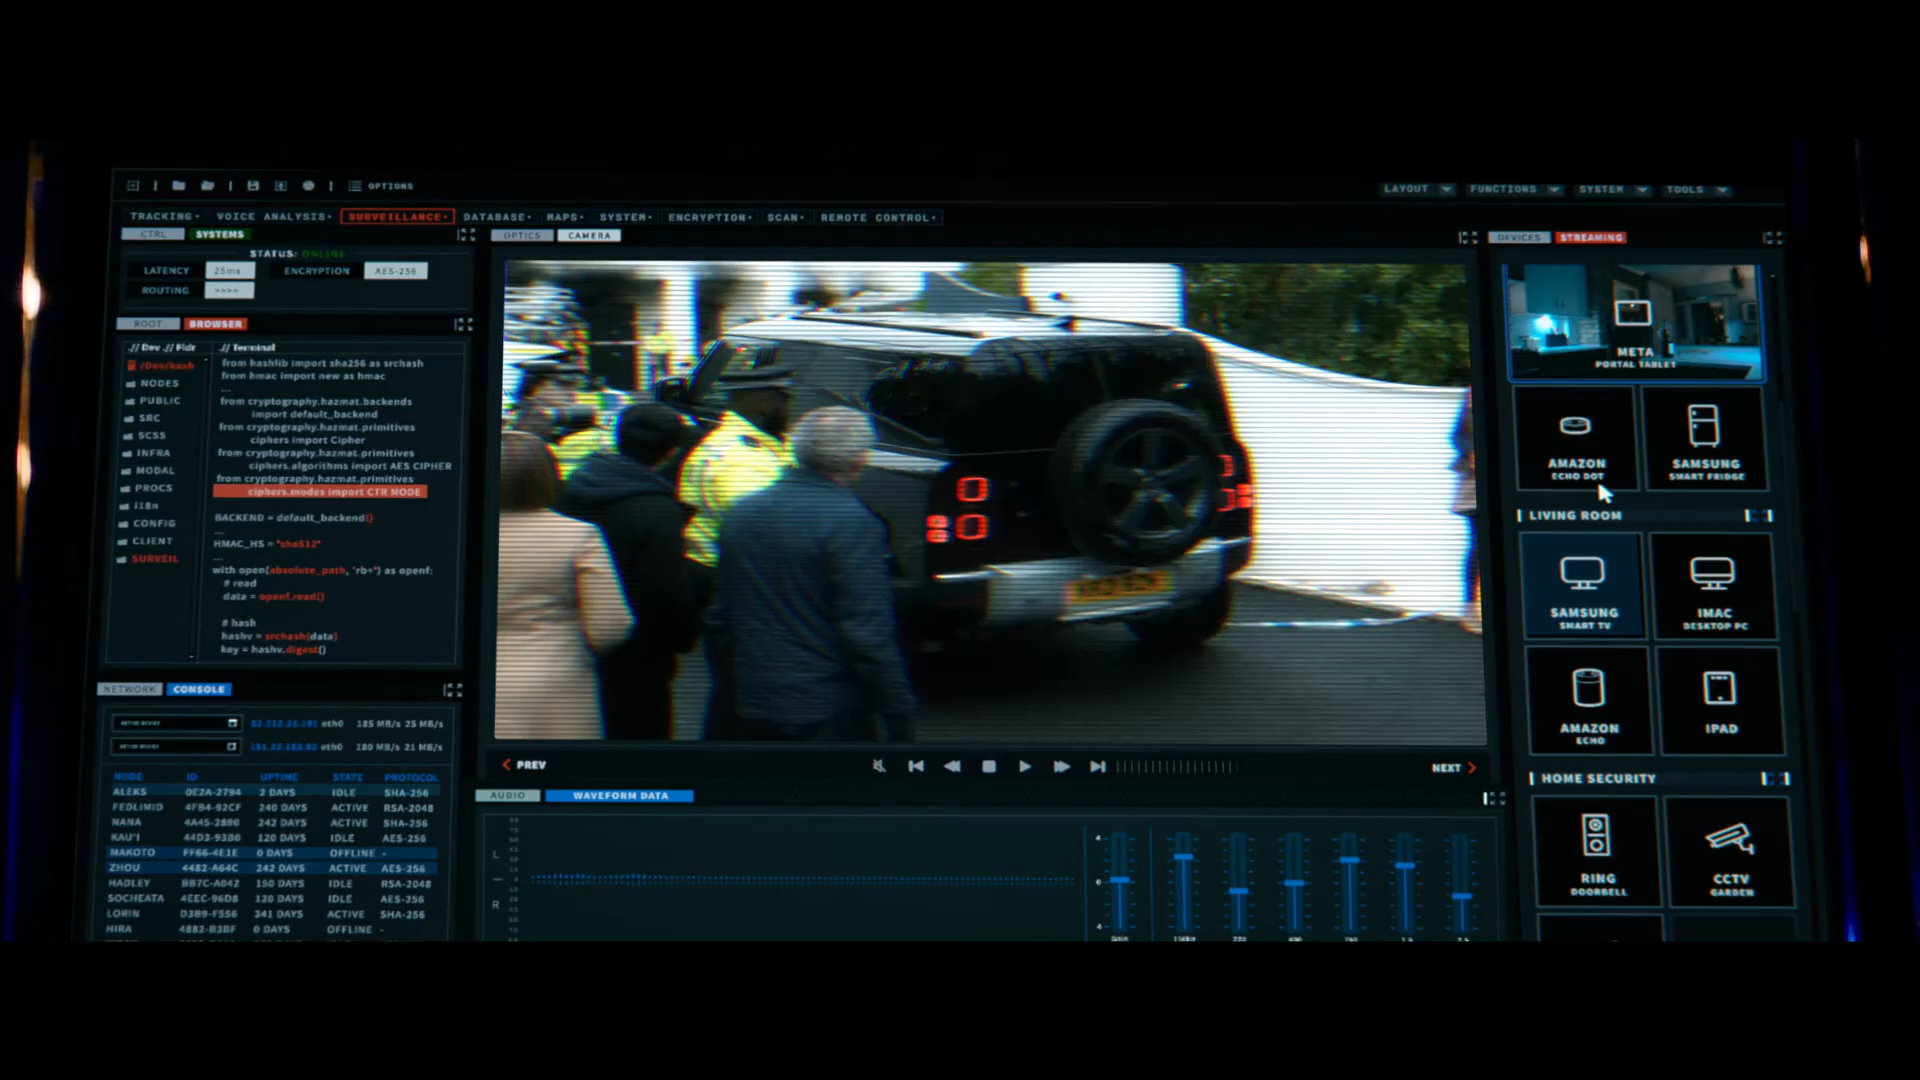 OPTIONS
LAYOUT FUNCTIONS SYSTEM TOOLS
TRACKING VOICE ANALYSIS SURVEILLANCE DATABASE MAPS SYSTEM ENCRYPTION SCAN REMOTE CONTROL
CTRL SYSTEMS
STATUS: ONLINE
LATENCY 25ms ENCRYPTION AES-256
ROUTING >>>>
ROOT BROWSER
.// Dev .// Fldr .// Terminal
/Dev/kash
NODES
PUBLIC
SRC
SCSS
INFRA
MODAL
PROCS
i18n
CONFIG
CLIENT
SURVEIL
from hashlib import sha256 as srchash
from hmac import new as hmac
...
from cryptography.hazmat.backends
import default_backend
from cryptography.hazmat.primitives
ciphers import Cipher
from cryptography.hazmat.primitives
ciphers.algorithms import AES CIPHER
from cryptography.hazmat.primitives
ciphers.modes import CTR MODE
BACKEND = default_backend()
...
HMAC_HS = "sha512"
...
with open(absolute_path, "rb+") as openf:
# read
data = openf.read()
# hash
hashv = srchash(data)
key = hashv.digest()
NETWORK CONSOLE
eth0 185 MB/s 25 MB/s
eth0 180 MB/s 21 MB/s
NODE ID UPTIME STATE PROTOCOL
ALEKS 0E2A-2794 2 DAYS IDLE SHA-256
FEDLIMID 4FB4-92CF 240 DAYS ACTIVE RSA-2048
NANA 4A45-2890 242 DAYS ACTIVE SHA-256
KAU'I 44D3-93B0 120 DAYS IDLE AES-256
MAKOTO FF66-4E1E 0 DAYS OFFLINE -
ZHOU 4482-A64C 242 DAYS ACTIVE AES-256
HADLEY BB7C-A042 150 DAYS IDLE RSA-2048
SOCHEATA 4EEC-96D8 120 DAYS IDLE AES-256
LORIN D3B9-F556 341 DAYS ACTIVE SHA-256
HIRA 4882-B3BF 0 DAYS OFFLINE -
OPTICS CAMERA
PREV
NEXT
AUDIO WAVEFORM DATA
L
R
Gain
DEVICES STREAMING
META
PORTAL TABLET
AMAZON
ECHO DOT
SAMSUNG
SMART FRIDGE
LIVING ROOM
SAMSUNG
SMART TV
IMAC
DESKTOP PC
AMAZON
ECHO
IPAD
HOME SECURITY
RING
DOORBELL
CCTV
GARDEN